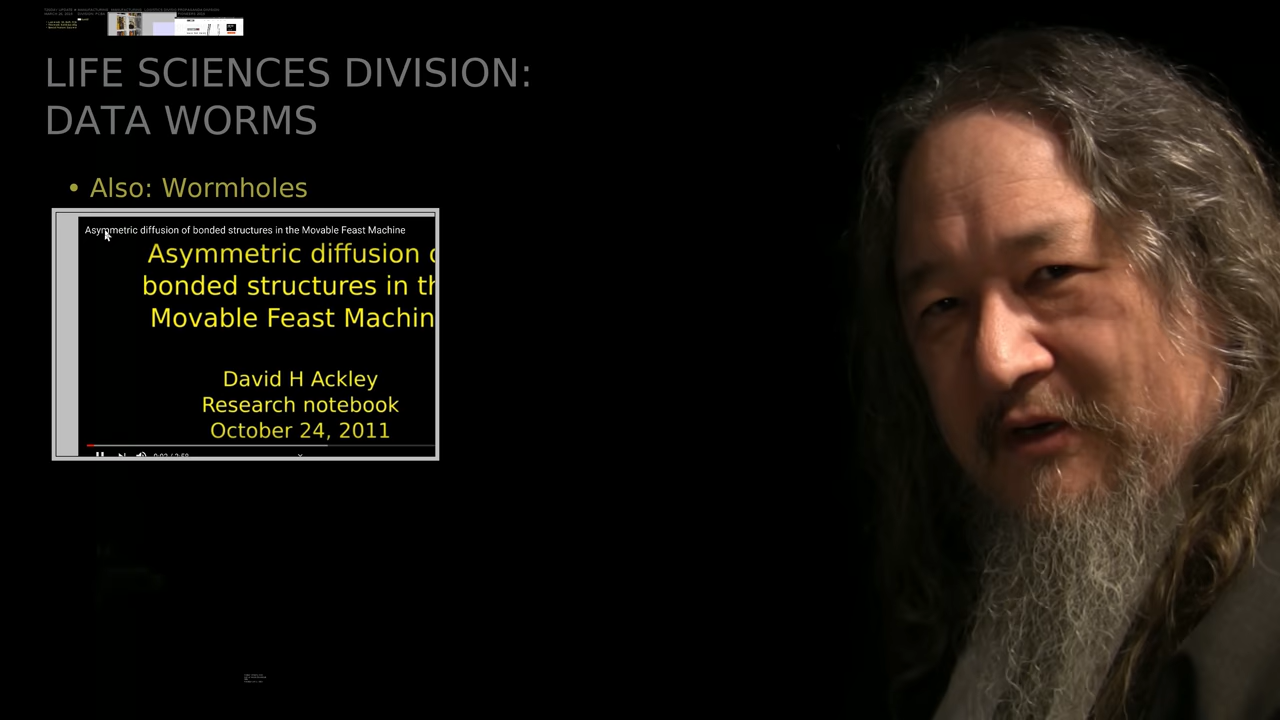 LIFE SCIENCES DIVISION:
DATA WORMS
• Also: Wormholes
Asymmetric diffusion of bonded structures in the Movable Feast Machine
Asymmetric diffusion
bonded structures in th
Movable Feast Machin
David H Ackley
Research notebook
October 24, 2011